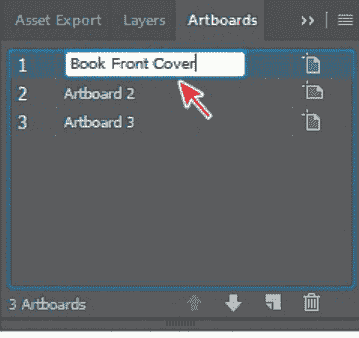 Asset Export Layers Artboards
1 Book Front Cover
2 Artboard 2
3 Artboard 3
3 Artboards